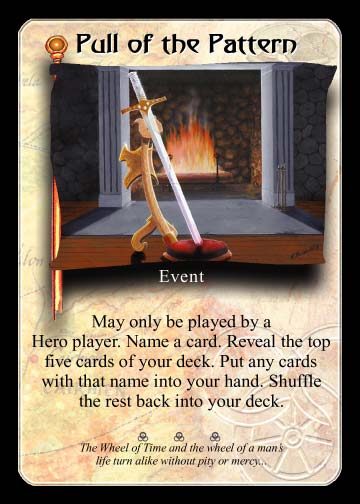 Pull of the Pattern
Event
May only be played by a
Hero player. Name a card. Reveal the top
five cards of your deck. Put any cards
with that name into your hand. Shuffle
the rest back into your deck.
The Wheel of Time and the wheel of a man's
life turn alike without pity or mercy...